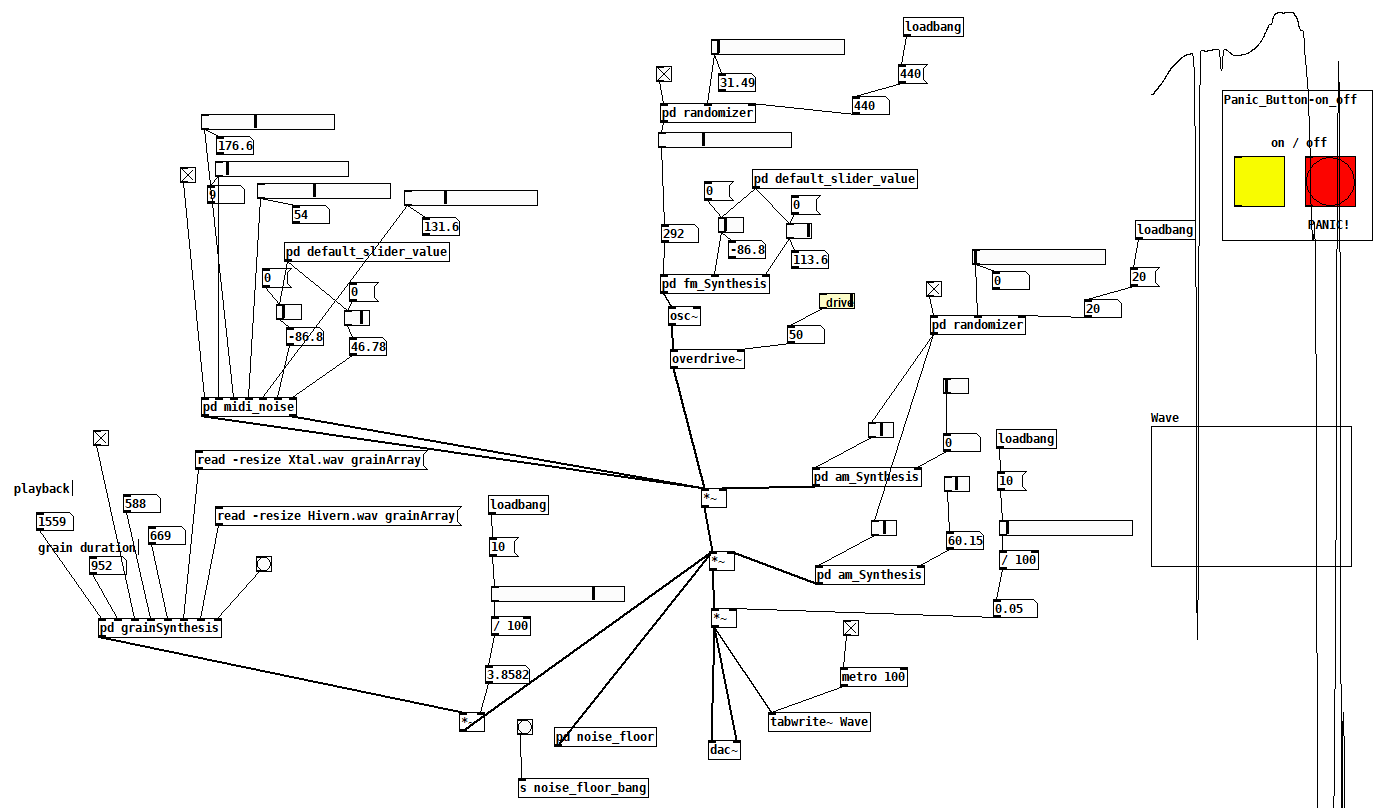 loadbang
31.49
440
440
pd randomizer
Panic_Button-on_off
on / off
PANIC!
176.6
9
54
131.6
pd default_slider_value
0
0
-86.8
46.78
pd midi_noise
pd default_slider_value
0
0
292
-86.8
113.6
pd fm_Synthesis
osc~
drive
50
overdrive~
loadbang
0
20
20
pd randomizer
0
loadbang
10
pd am_Synthesis
60.15
/ 100
pd am_Synthesis
0.05
Wave
read -resize Xtal.wav grainArray
playback
588
1559
669
read -resize Hivern.wav grainArray
grain duration
952
pd grainSynthesis
loadbang
10
/ 100
3.8582
*~
*~
*~
*~
metro 100
tabwrite~ Wave
pd noise_floor
dac~
s noise_floor_bang